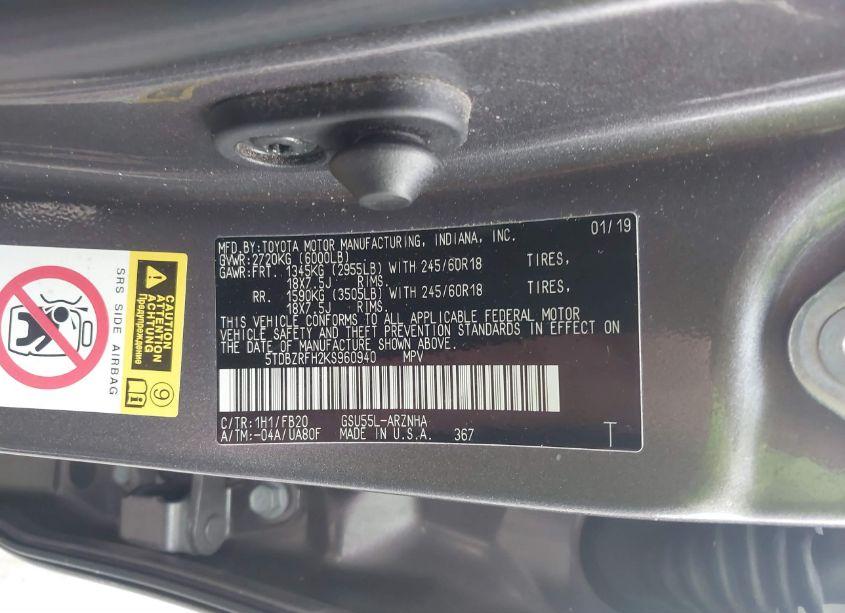 MFD.BY:TOYOTA MOTOR MANUFACTURING, INDIANA, INC. 01/19
GVWR:2720KG (6000LB)
GAWR:FRT. 1345KG (2955LB) WITH 245/60R18 TIRES,
18X7.5J RIMS.
RR. 1590KG (3505LB) WITH 245/60R18 TIRES,
18X7.5J RIMS.
THIS VEHICLE CONFORMS TO ALL APPLICABLE FEDERAL MOTOR
VEHICLE SAFETY AND THEFT PREVENTION STANDARDS IN EFFECT ON
THE DATE OF MANUFACTURE SHOWN ABOVE.
5TDBZRFH2KS960940 MPV
C/TR:1H1/FB20 GSU55L-ARZNHA
A/TM:-04A/UA80F MADE IN U.S.A. 367 T
SRS SIDE AIRBAG
CAUTION
ATTENTION
ACHTUNG
Предупреждение
i
9